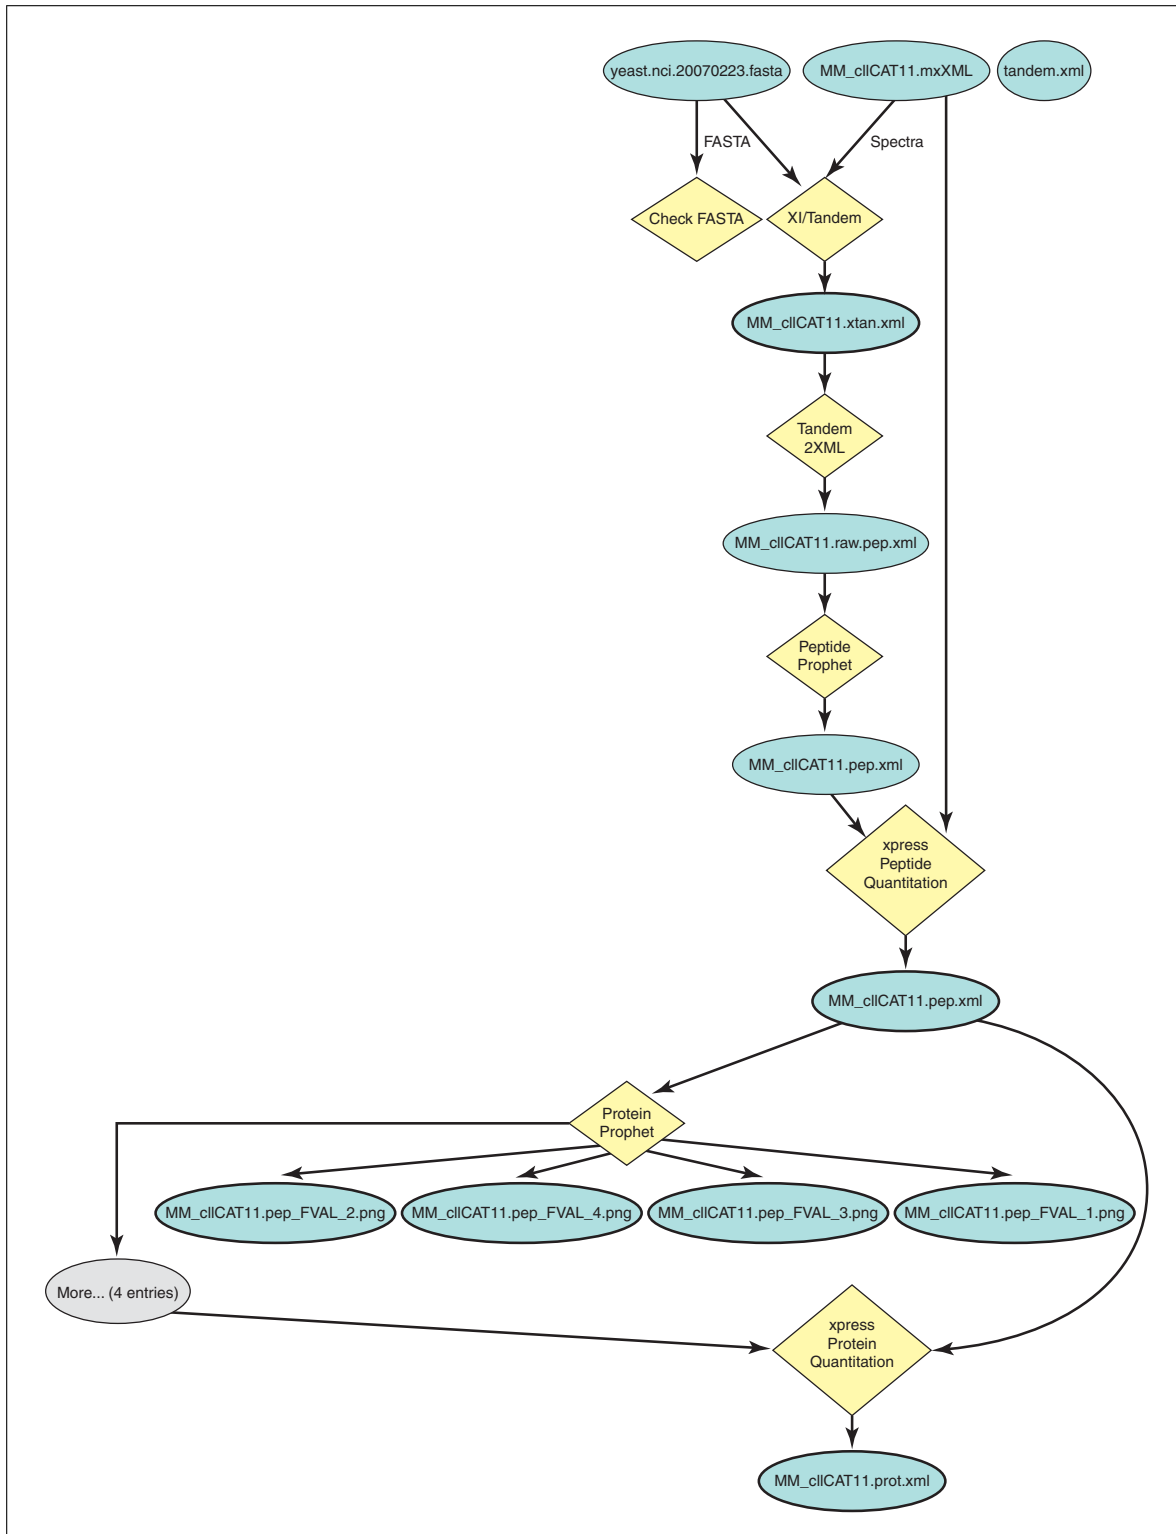 yeast.nci.20070223.fasta
MM_clICAT11.mxXML
tandem.xml
FASTA
Spectra
Check FASTA
XI/Tandem
MM_clICAT11.xtan.xml
Tandem
2XML
MM_clICAT11.raw.pep.xml
Peptide
Prophet
MM_clICAT11.pep.xml
xpress
Peptide
Quantitation
MM_clICAT11.pep.xml
Protein
Prophet
MM_clICAT11.pep_FVAL_2.png
MM_clICAT11.pep_FVAL_4.png
MM_clICAT11.pep_FVAL_3.png
MM_clICAT11.pep_FVAL_1.png
More... (4 entries)
xpress
Protein
Quantitation
MM_clICAT11.prot.xml